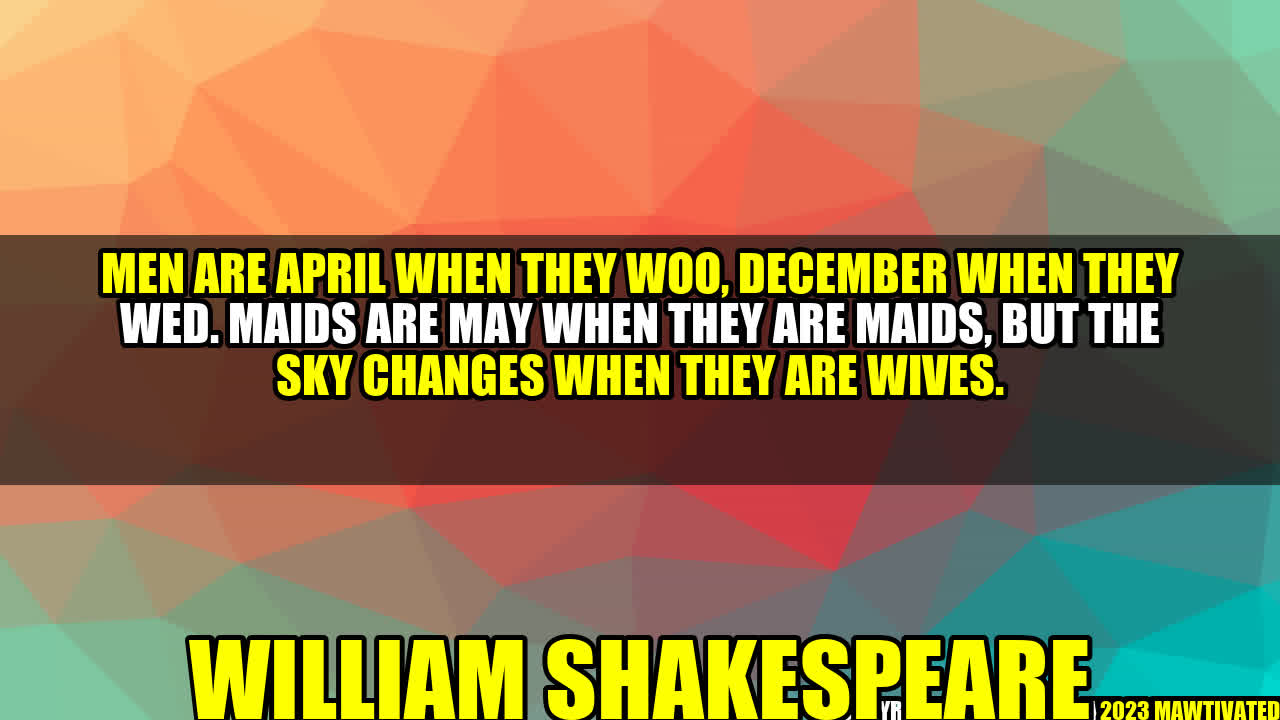 MEN ARE APRIL WHEN THEY WOO, DECEMBER WHEN THEY
WED. MAIDS ARE MAY WHEN THEY ARE MAIDS, BUT THE
SKY CHANGES WHEN THEY ARE WIVES.
WILLIAM SHAKESPEARE
2023 MAWTIVATED